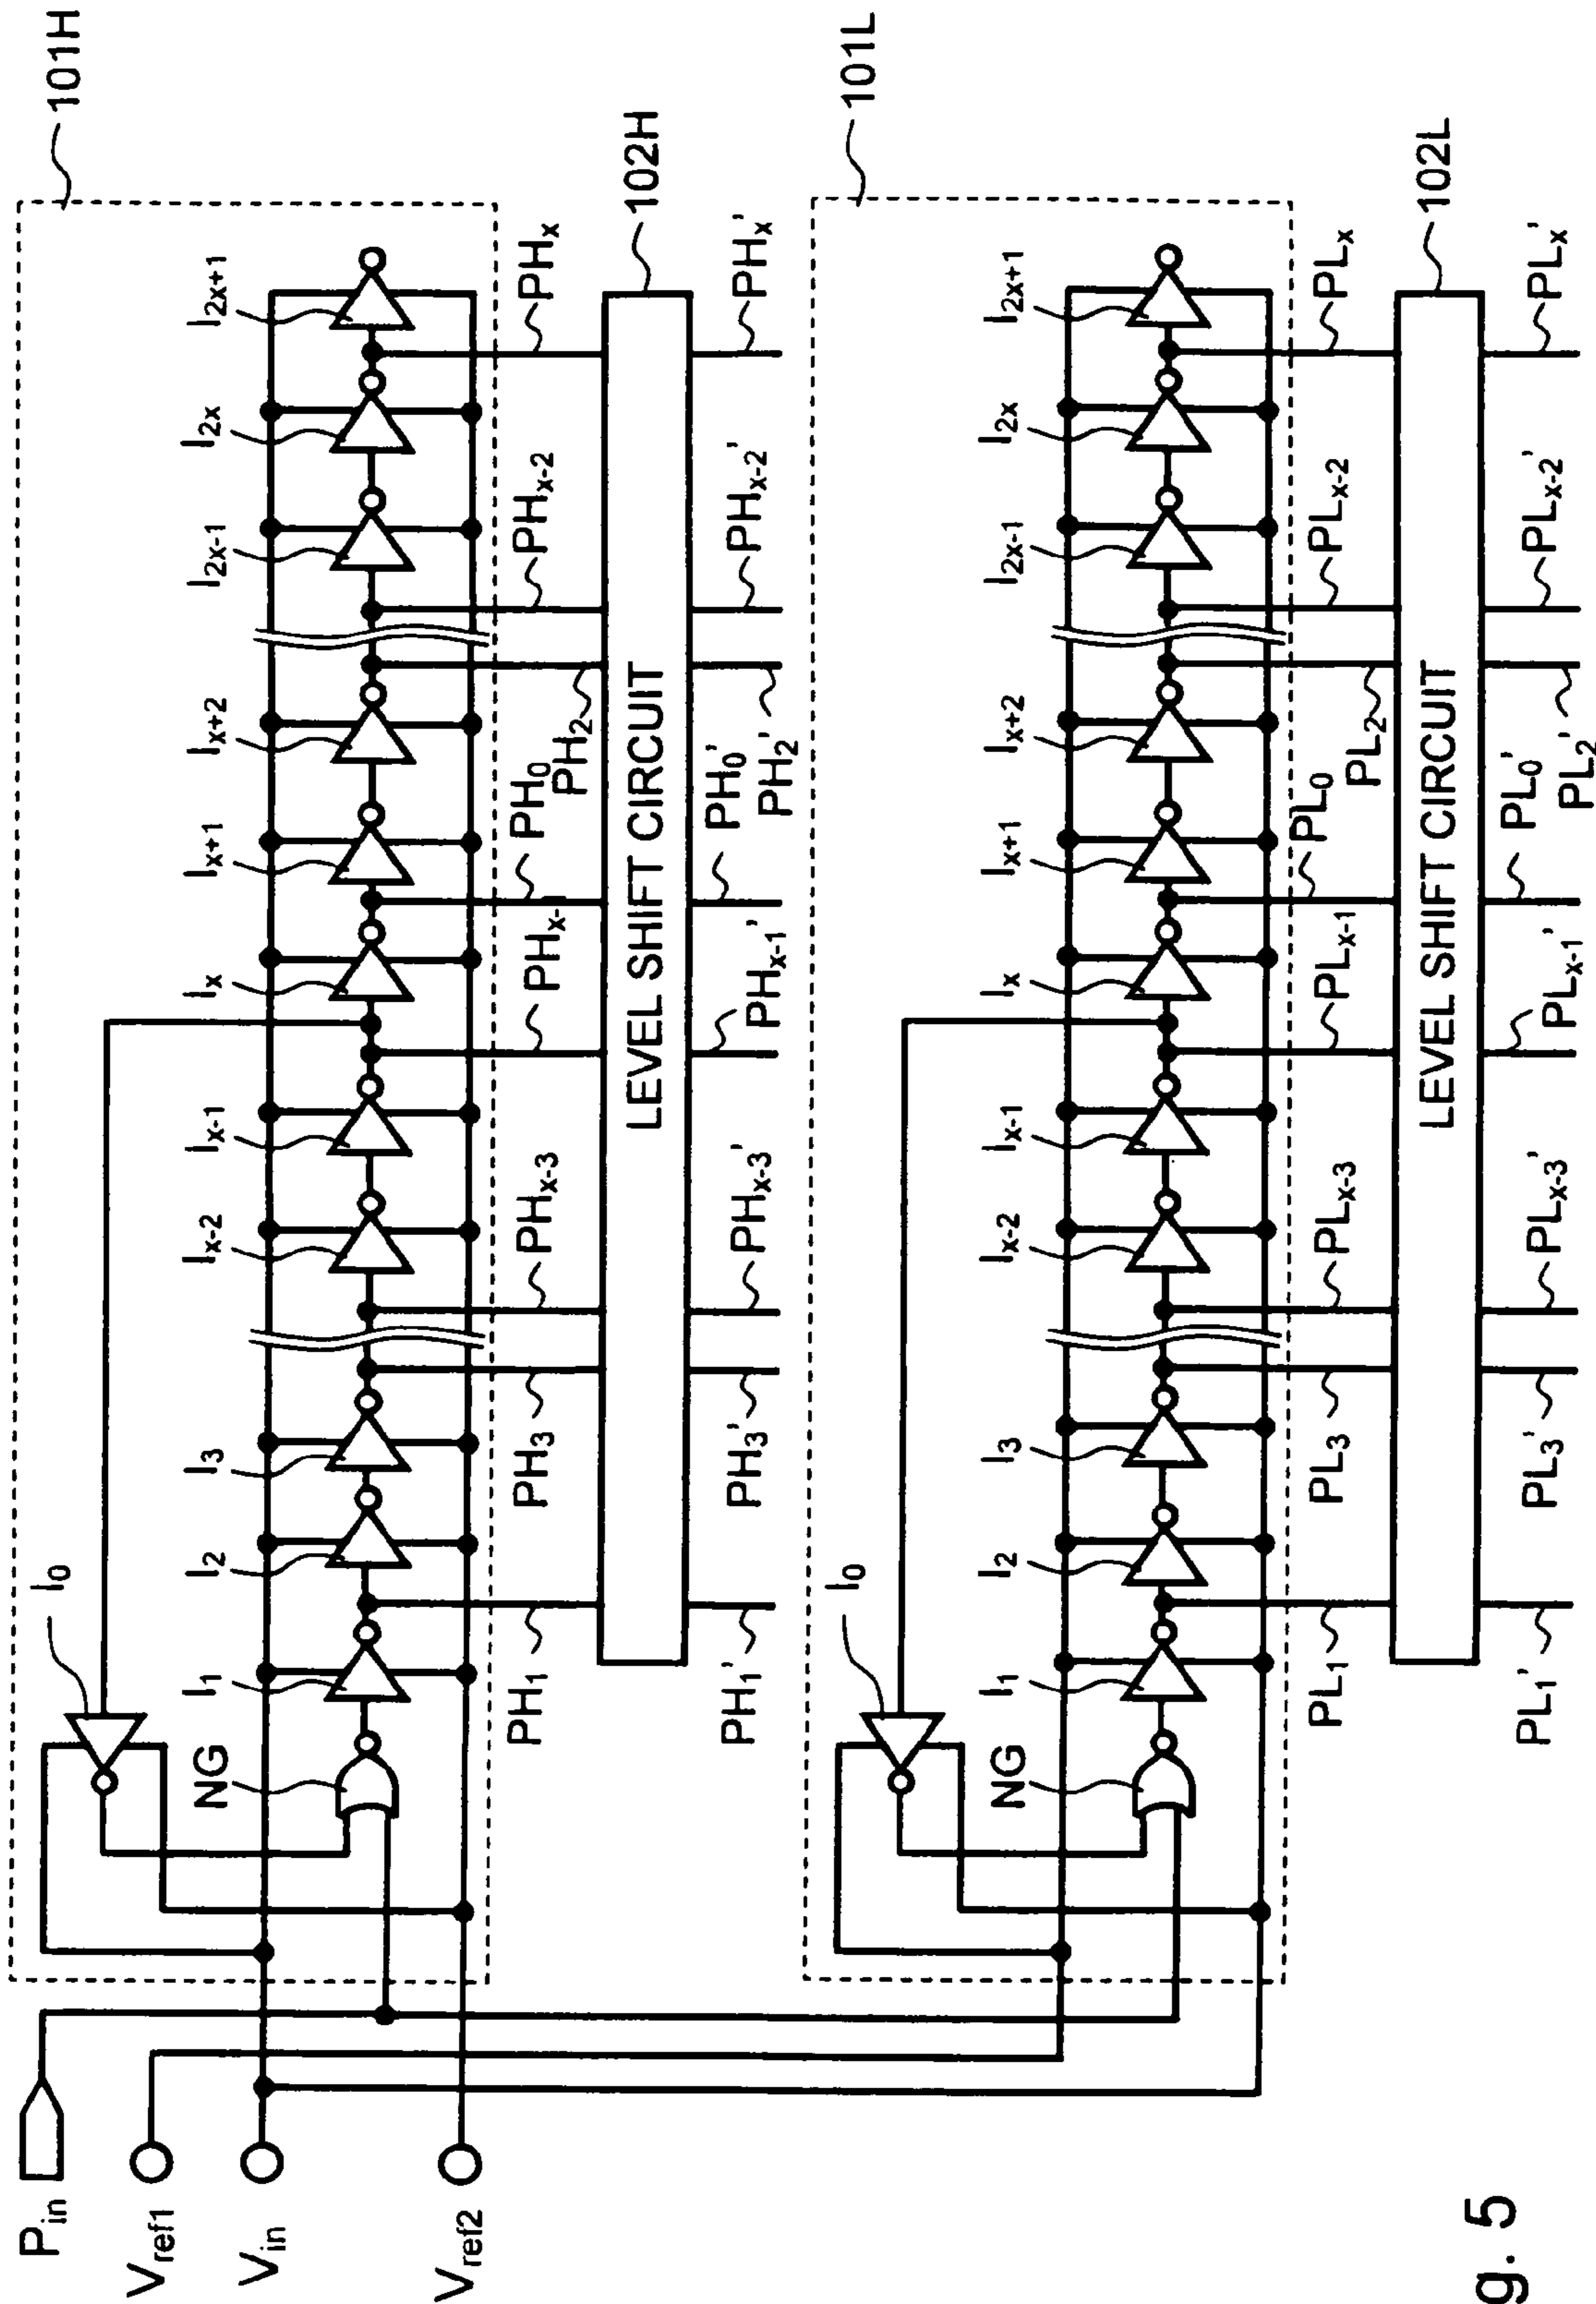 101H
I0
NG
I1
I2
I3
Ix-2
Ix-1
Ix
Ix+1
Ix+2
I2x-1
I2x
I2x+1
PH1
PH3
PHx-3
PHx-
PH0
PH2
PHx-2
PHx
LEVEL SHIFT CIRCUIT
102H
PH1'
PH3'
PHx-3'
PHx-1'
PH0'
PH2'
PHx-2'
PHx'
Pin
Vref1
Vin
Vref2
101L
I0
NG
I1
I2
I3
Ix-2
Ix-1
Ix
Ix+1
Ix+2
I2x-1
I2x
I2x+1
PL1
PL3
PLx-3
PLx-1
PL0
PL2
PLx-2
PLx
LEVEL SHIFT CIRCUIT
102L
PL1'
PL3'
PLx-3'
PLx-1'
PL0'
PL2'
PLx-2'
PLx'
g. 5